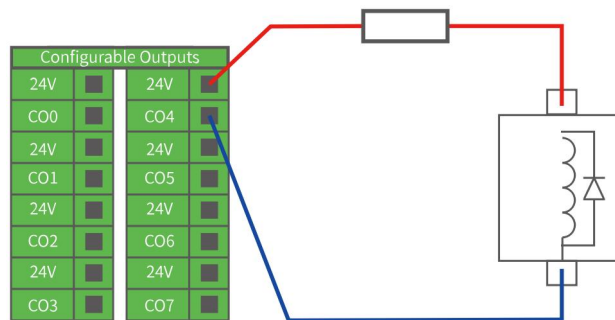 Configurable Outputs
24V 24V
CO0 CO4
24V 24V
CO1 CO5
24V 24V
CO2 CO6
24V 24V
CO3 CO7